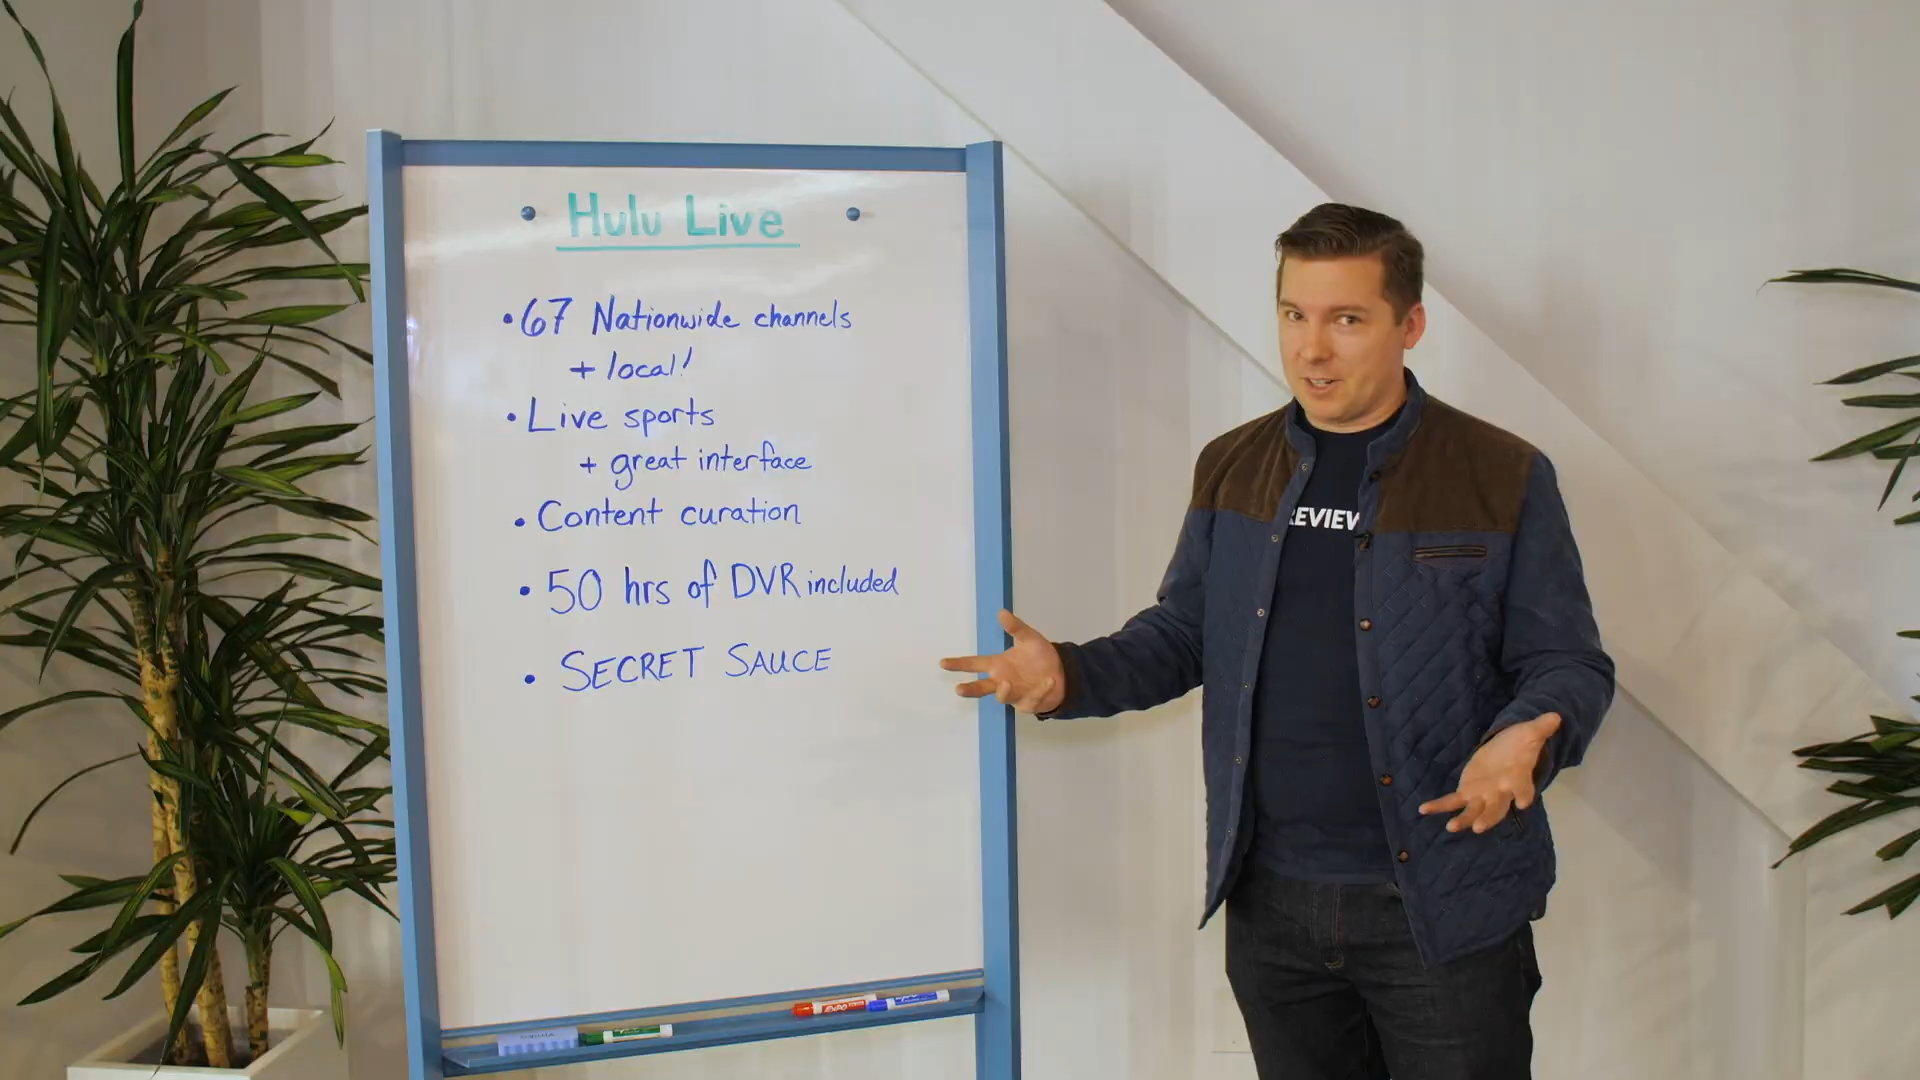 Hulu Live
• 67 Nationwide channels
+ local!
• Live sports
+ great interface
• Content curation
• 50 hrs of DVR included
• SECRET SAUCE
REVIEW
EXPO